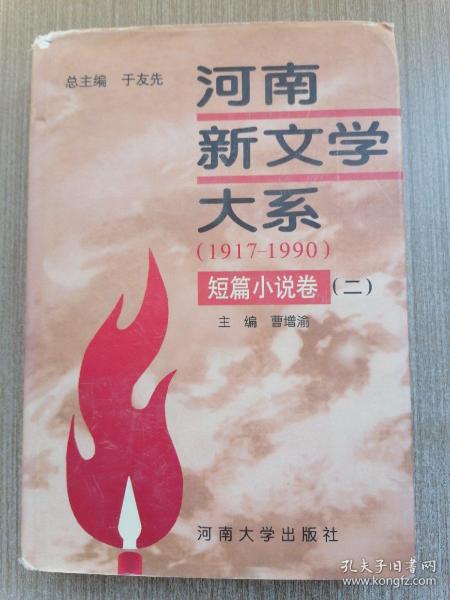 总主编 于友先
河南
新文学
大系
(1917-1990)
短篇小说卷(二)
主 编 曹增渝
河南大学出版社
孔夫子旧书网
www.kongfz.com